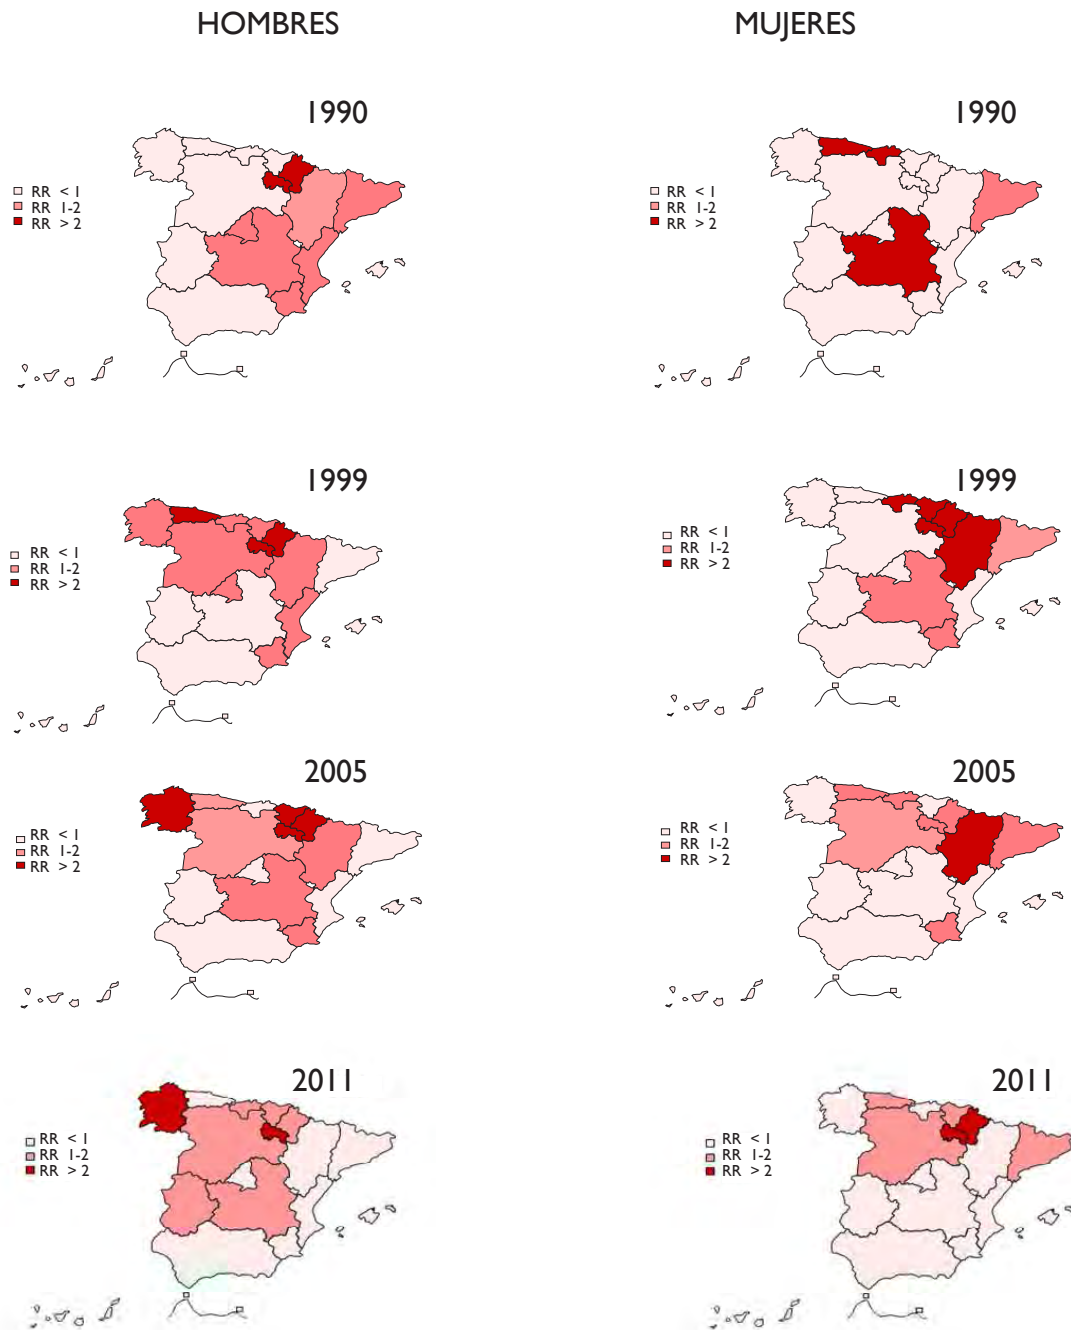 HOMBRES
MUJERES
1990
RR < 1
RR 1-2
RR > 2
1990
RR < 1
RR 1-2
RR > 2
1999
RR < 1
RR 1-2
RR > 2
1999
RR < 1
RR 1-2
RR > 2
2005
RR < 1
RR 1-2
RR > 2
2005
RR < 1
RR 1-2
RR > 2
2011
RR < 1
RR 1-2
RR > 2
2011
RR < 1
RR 1-2
RR > 2